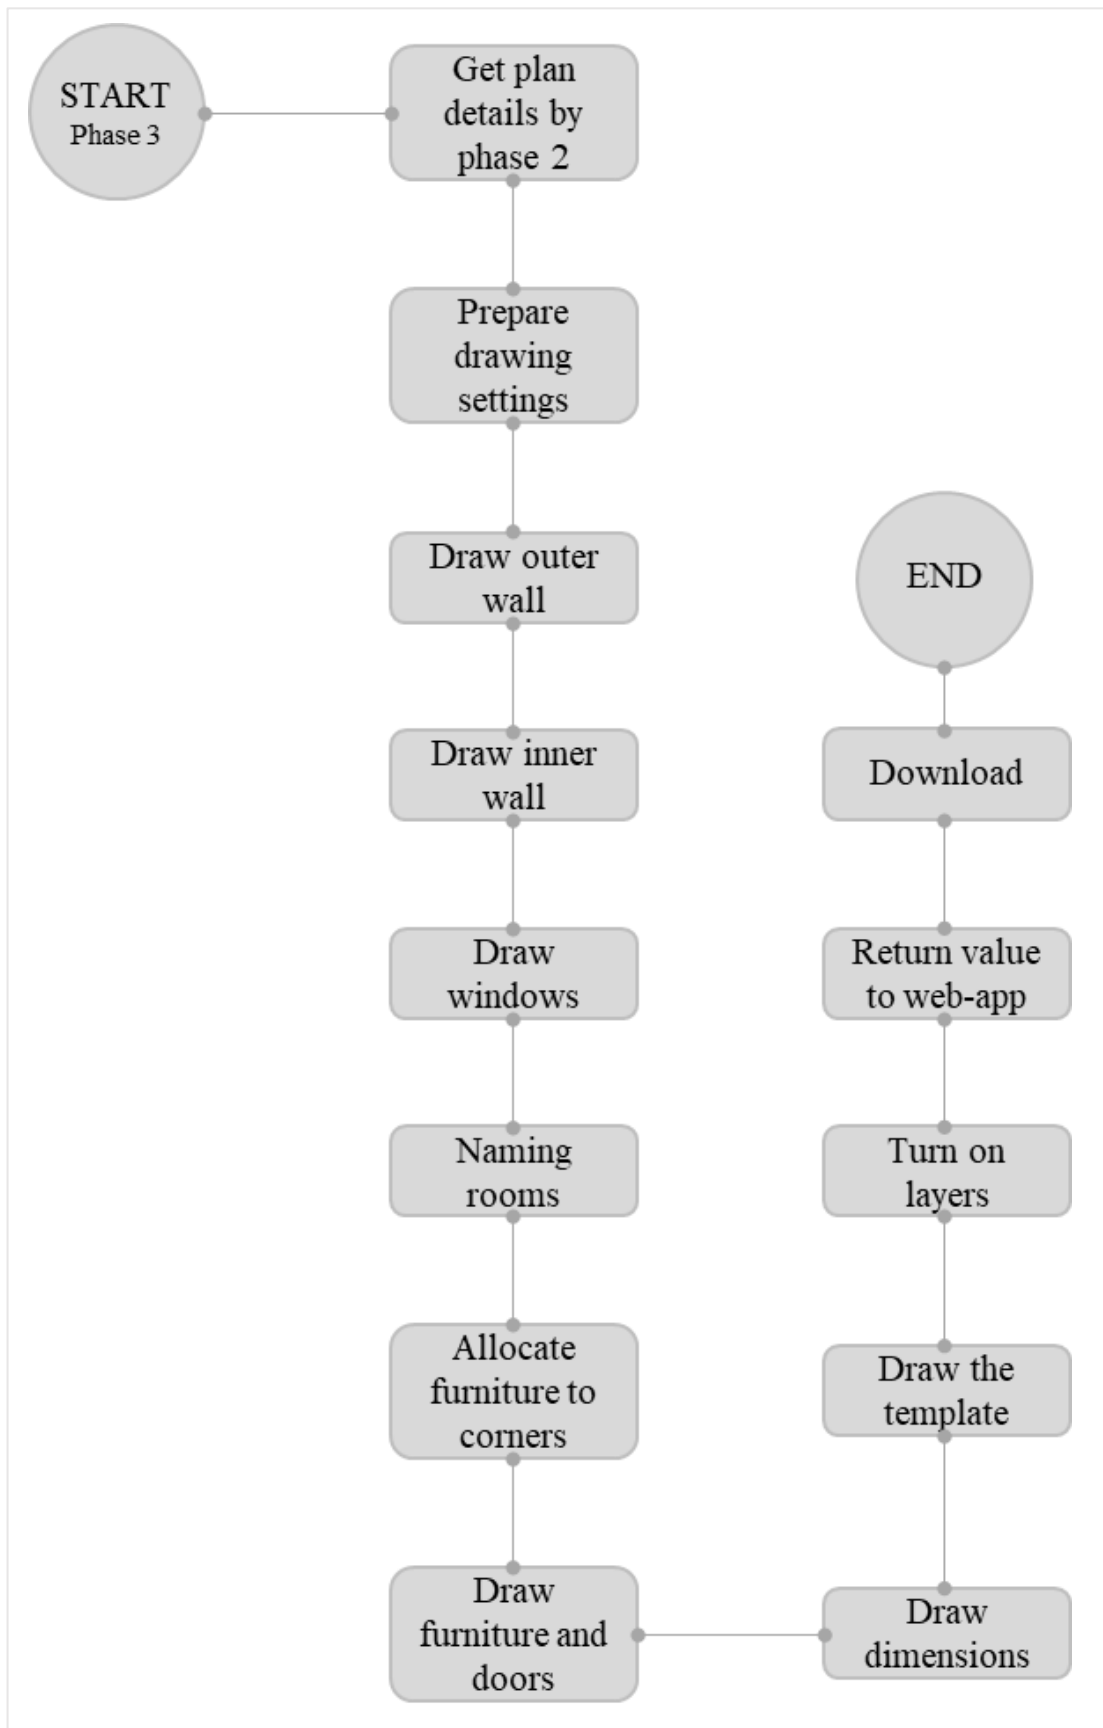 START
Phase 3
Get plan
details by
phase 2
Prepare
drawing
settings
Draw outer
wall
Draw inner
wall
Draw
windows
Naming
rooms
Allocate
furniture to
corners
Draw
furniture and
doors
Draw
dimensions
Draw the
template
Turn on
layers
Return value
to web-app
Download
END